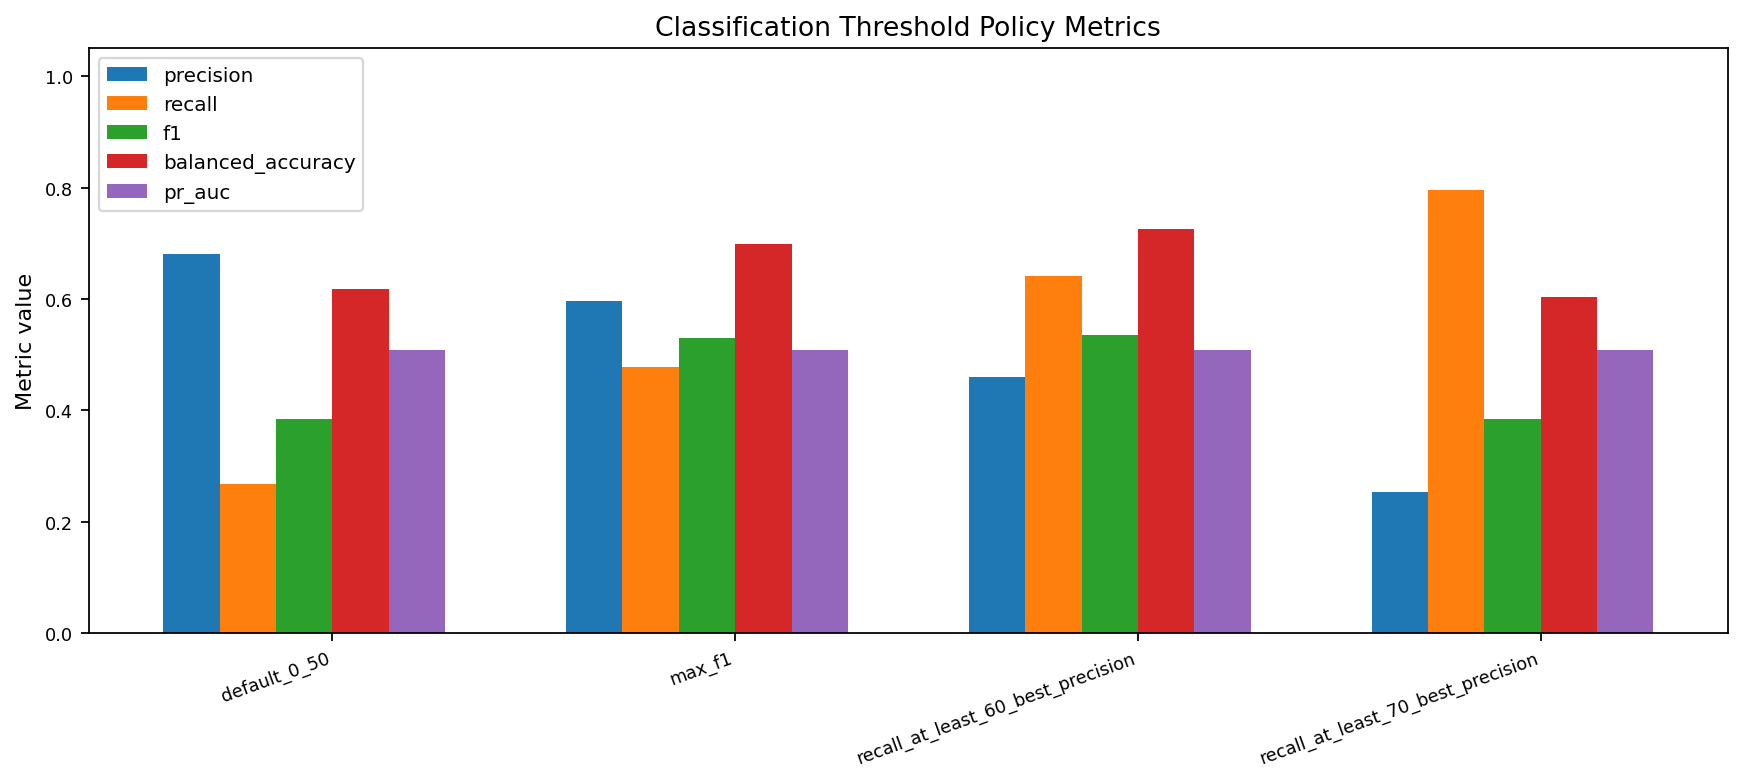 Classification Threshold Policy Metrics
precision
recall
f1
balanced_accuracy
pr_auc
Metric value
1.0
0.8
0.6
0.4
0.2
0.0
default_0_50
max_f1
recall_at_least_60_best_precision
recall_at_least_70_best_precision